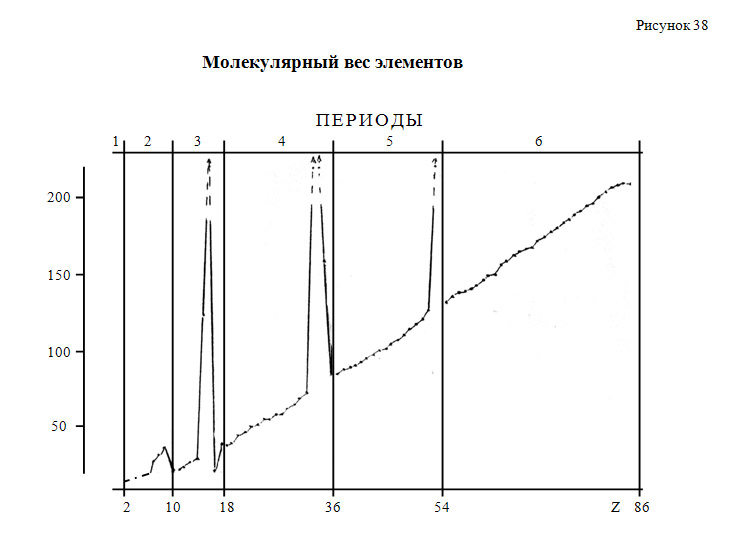 Рисунок 38
Молекулярный вес элементов
ПЕРИОДЫ
1 2 3 4 5 6
200
150
100
50
2 10 18 36 54 Z 86